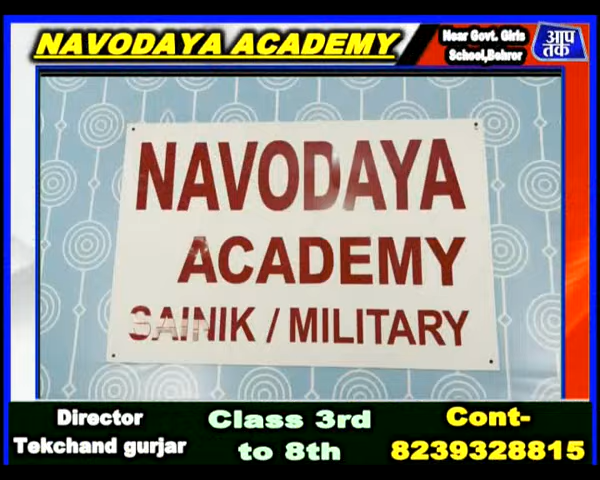 NAVODAYA ACADEMY
Near Govt. Girls
School,Behror
आप
तक
NAVODAYA
ACADEMY
SAINIK / MILITARY
Director
Tekchand gurjar
Class 3rd
to 8th
Cont-
8239328815